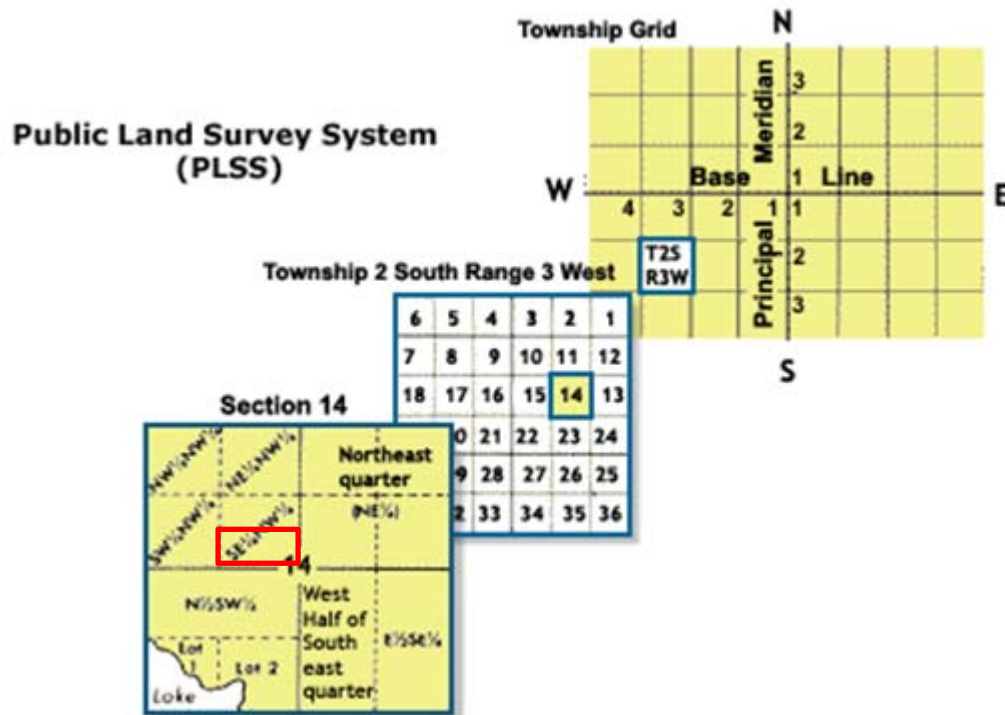 Public Land Survey System
(PLSS)
Township Grid
N
Meridian
3
2
1
Base Line
W
E
4 3 2 1 1
T2S
R3W
2
Principal
3
S
Township 2 South Range 3 West
6 5 4 3 2 1
7 8 9 10 11 12
18 17 16 15 14 13
0 21 22 23 24
9 28 27 26 25
2 33 34 35 36
Section 14
NW¼NW¼
NE¼NW¼
Northeast
quarter
(NE¼)
SW¼NW¼
SE¼NW¼
14
N½SW¼
West
Half of
South
east
quarter
E½SE¼
Lot
1
Lot 2
Lake